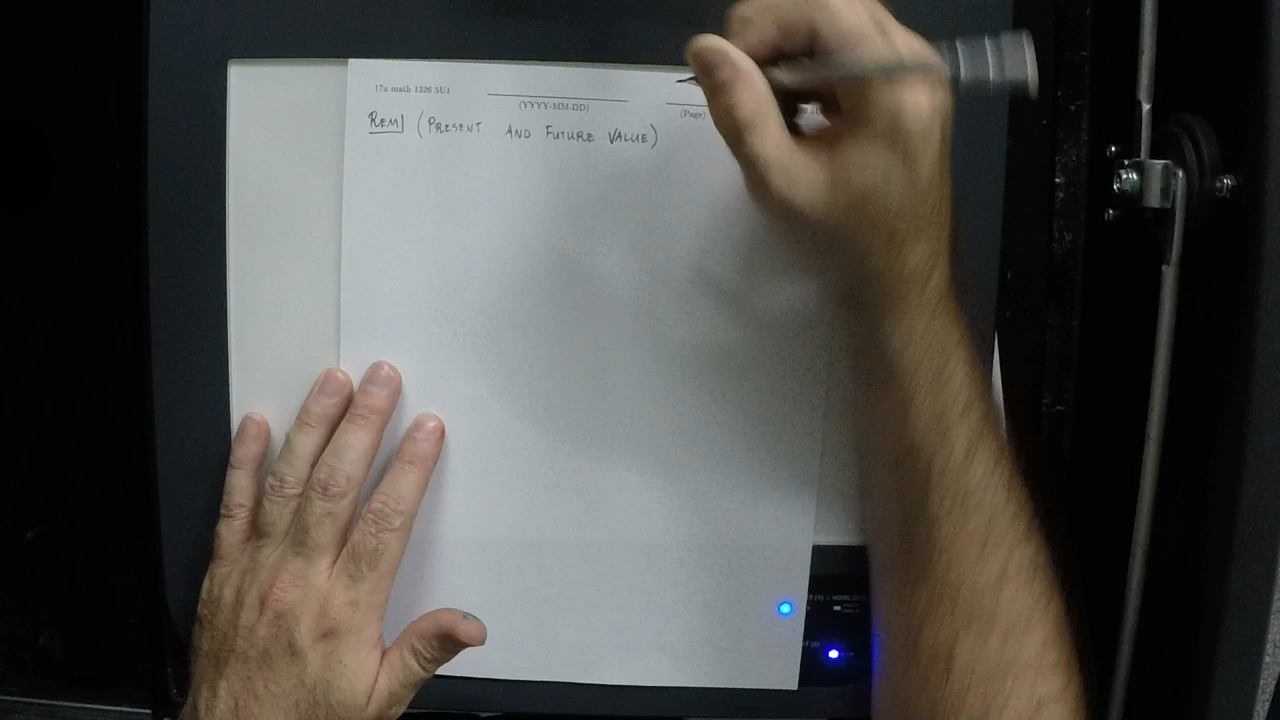 17u math 1326 SU1
(YYYY-MM-DD)
(Page)
REM] (PRESENT AND FUTURE VALUE)